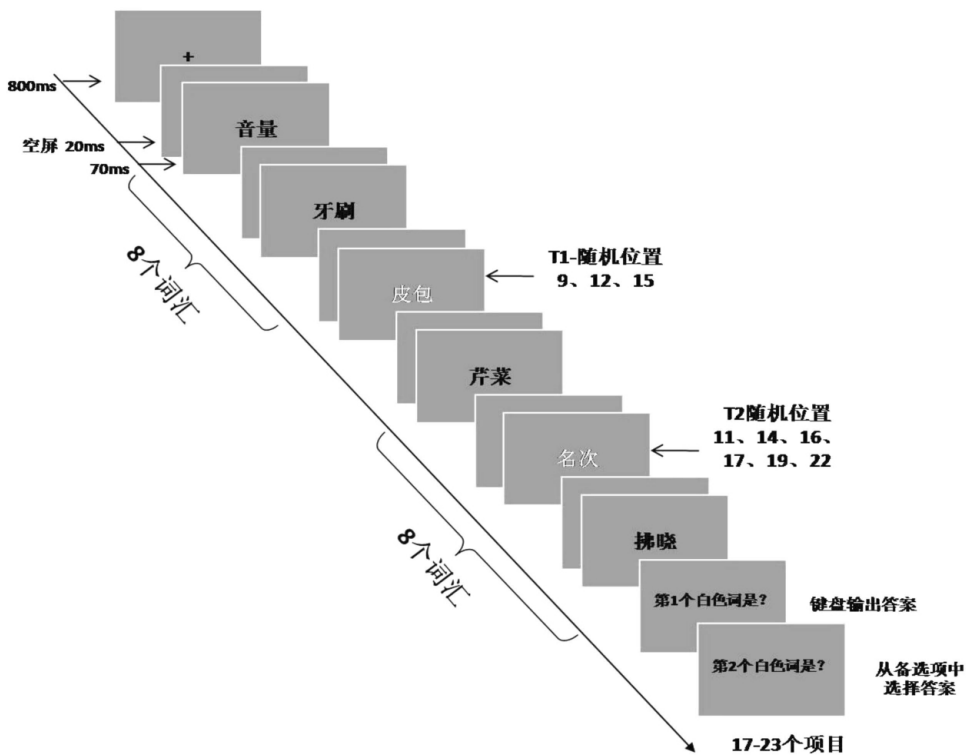 +
800ms
音量
空屏 20ms
70ms
牙刷
8个词汇
T1-随机位置
9、12、15
皮包
芹菜
T2随机位置
11、14、16、
17、19、22
名次
8个词汇
拂晓
第1个白色词是？
键盘输出答案
第2个白色词是？
从备选项中
选择答案
17-23个项目